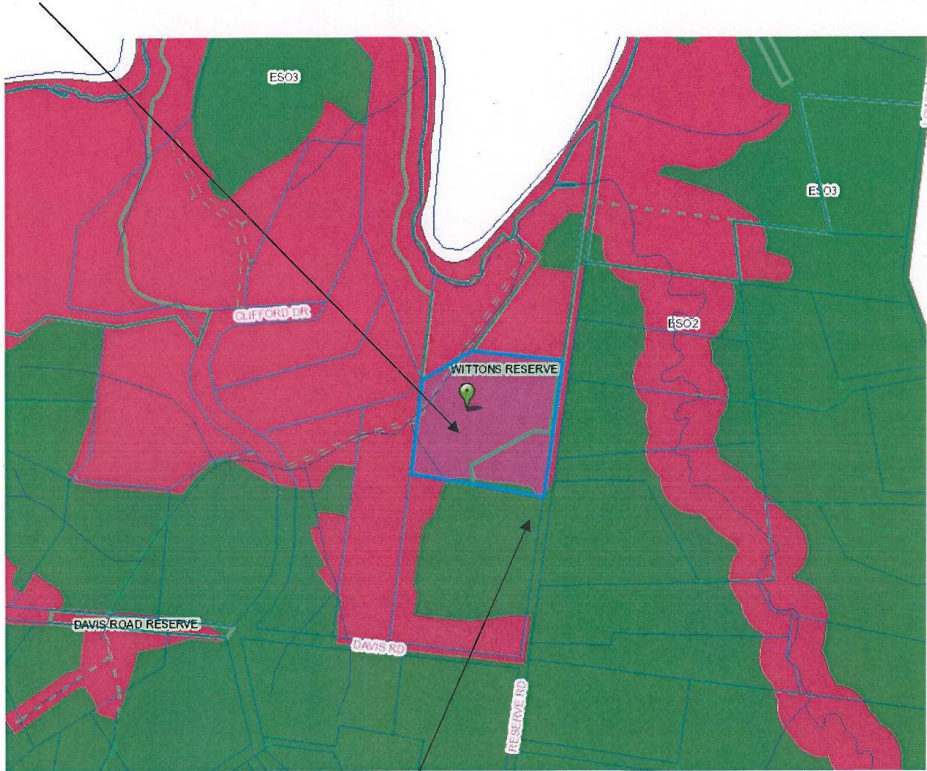 ESO3
ESO3
CLIFFORD DR
ESO2
WITTONS RESERVE
DAVIS ROAD RESERVE
DAVIS RD
RESERVE RD